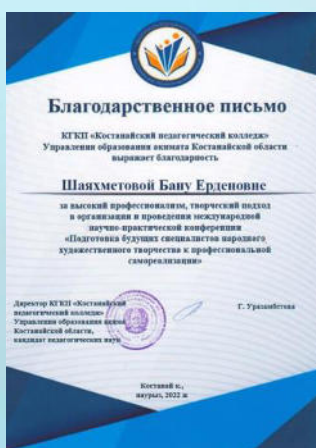 Благодарственное письмо
КГКП «Костанайский педагогический колледж»
Управления образования акимата Костанайской области
выражает благодарность
Шаяхметовой Бану Ерденовне
за высокий профессионализм, творческий подход
в организации и проведении международной
научно-практической конференции
«Подготовка будущих специалистов народного
художественного творчества к профессиональной
самореализации»
Директор КГКП «Костанайский
педагогический колледж»
Управления образования акимата
Костанайской области,
кандидат педагогических наук
Г. Уразамбетова
Костанай қ.,
наурыз, 2022 ж